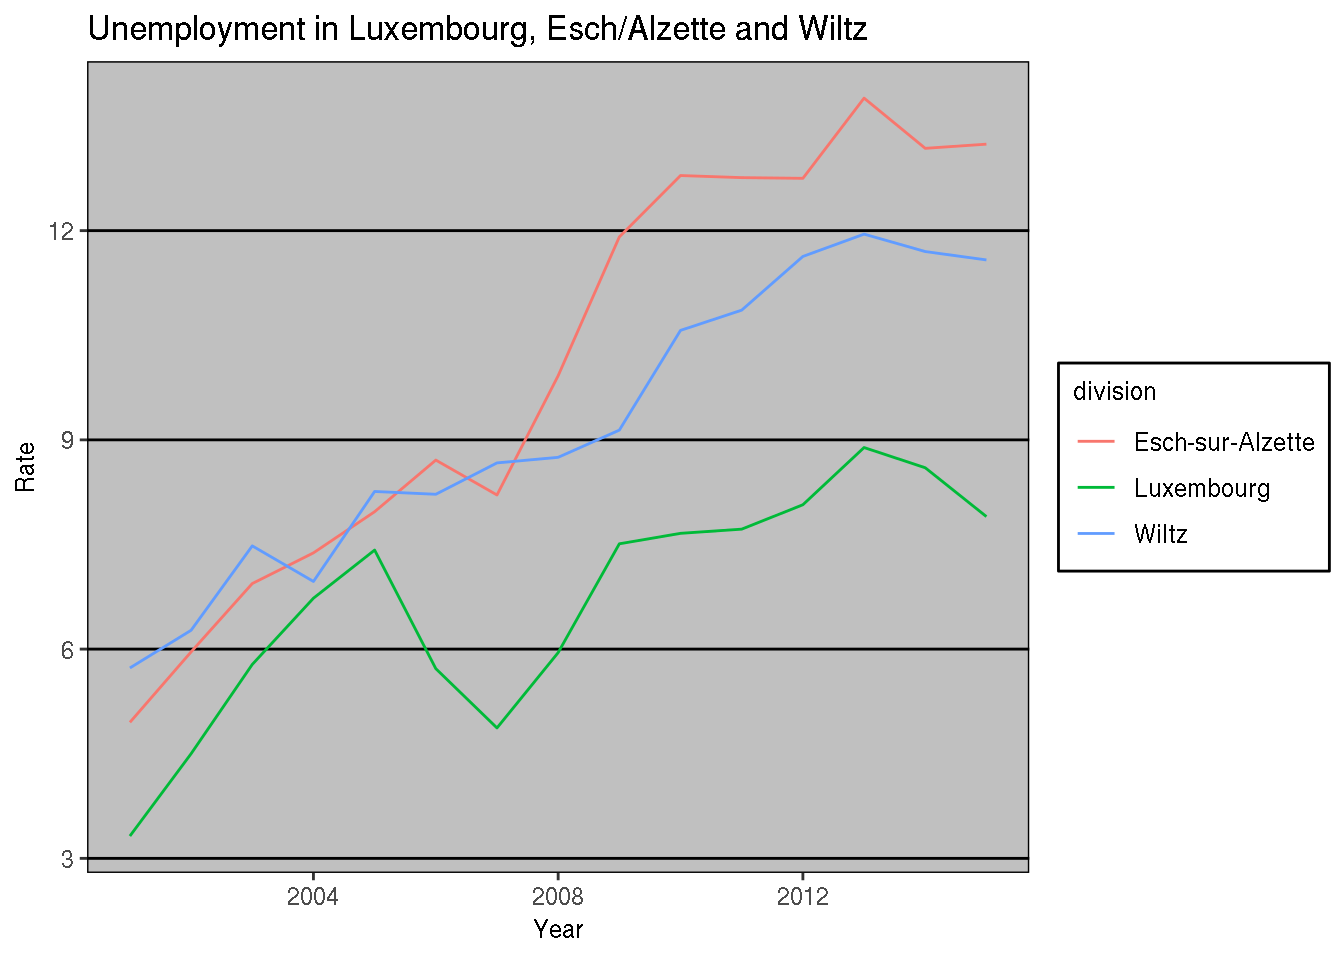 Unemployment in Luxembourg, Esch/Alzette and Wiltz
12
9
6
3
Rate
2004 2008 2012
Year
division
Esch-sur-Alzette
Luxembourg
Wiltz